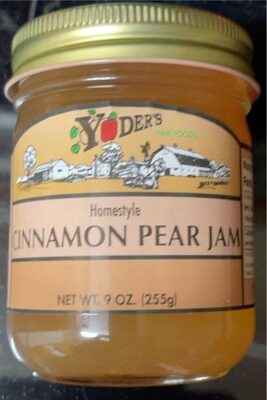 YODER'S
FINE FOODS
Homestyle
CINNAMON PEAR JAM
NET WT. 9 OZ. (255g)